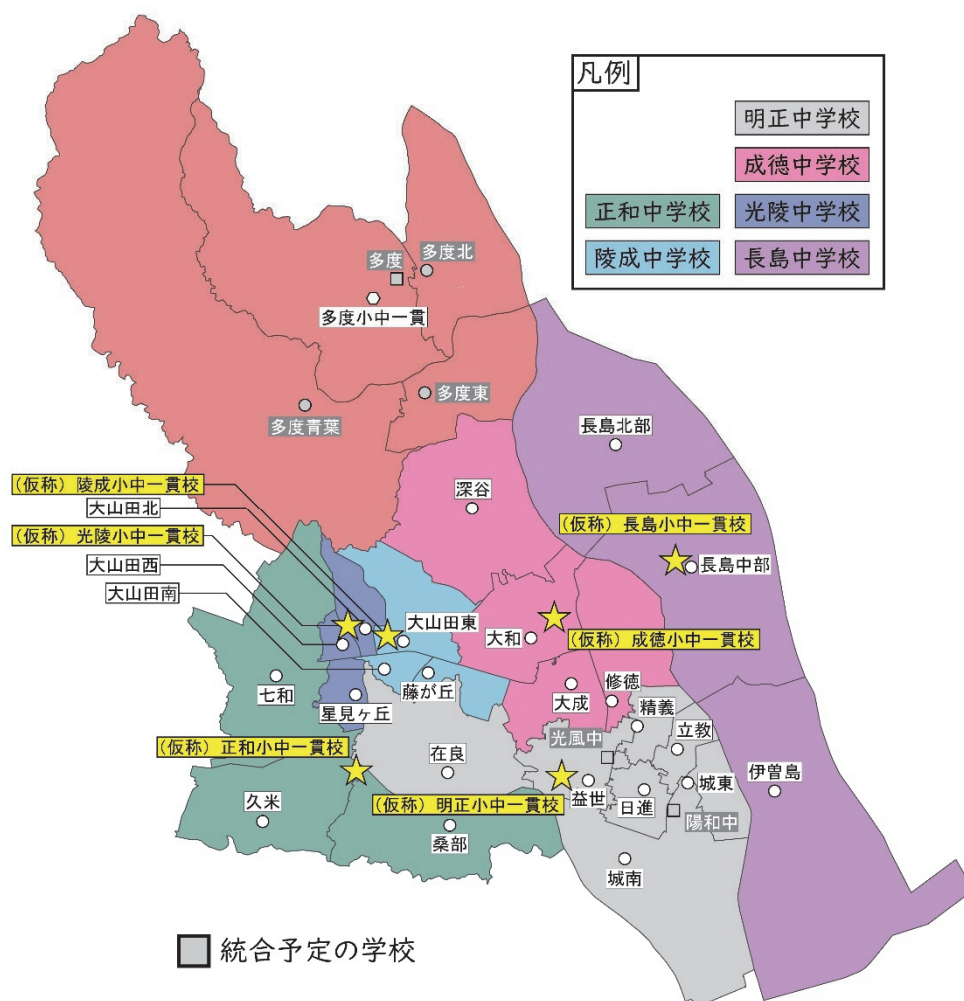 凡例
明正中学校
成徳中学校
正和中学校
光陵中学校
陵成中学校
長島中学校
多度
多度北
多度小中一貫
多度東
多度青葉
長島北部
(仮称) 陵成小中一貫校
深谷
大山田北
(仮称) 長島小中一貫校
(仮称) 光陵小中一貫校
長島中部
大山田西
大山田南
大山田東
大和
(仮称) 成徳小中一貫校
七和
藤が丘
大成
修徳
星見ヶ丘
精義
光風中
立教
(仮称) 正和小中一貫校
在良
益世
日進
城東
伊曽島
(仮称) 明正小中一貫校
久米
桑部
陽和中
城南
統合予定の学校